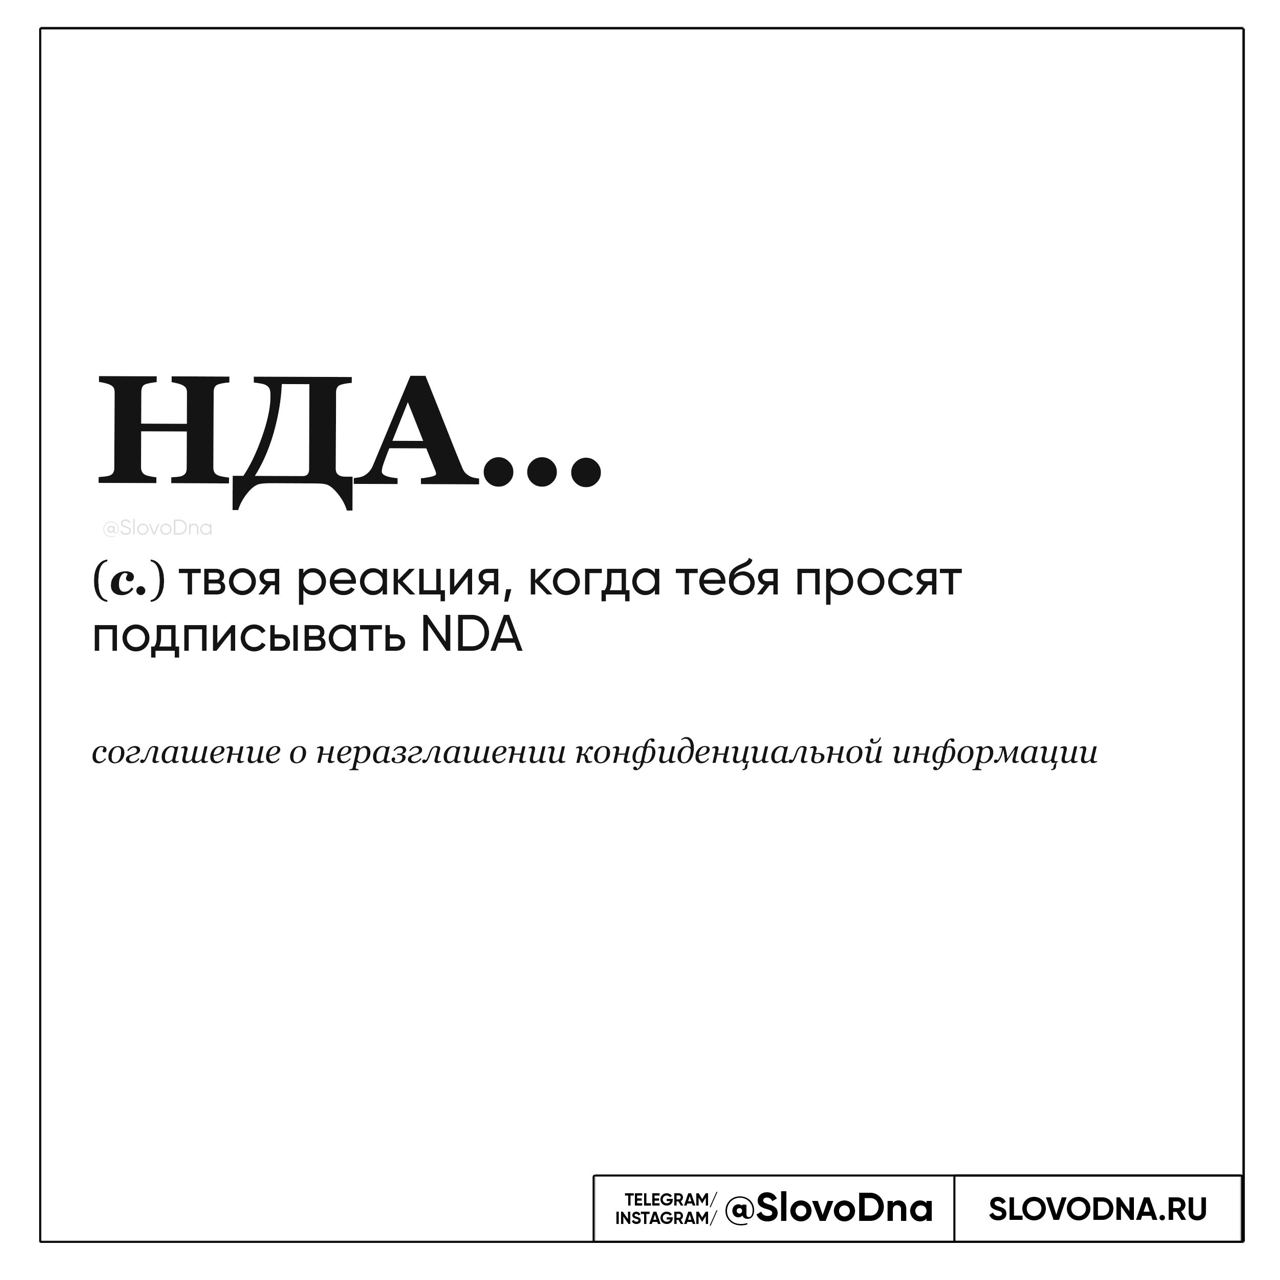 НДА...
@SlovoDna
(с.) твоя реакция, когда тебя просят
подписывать NDA
соглашение о неразглашении конфиденциальной информации
TELEGRAM/
INSTAGRAM/
@SlovoDna
SLOVODNA.RU